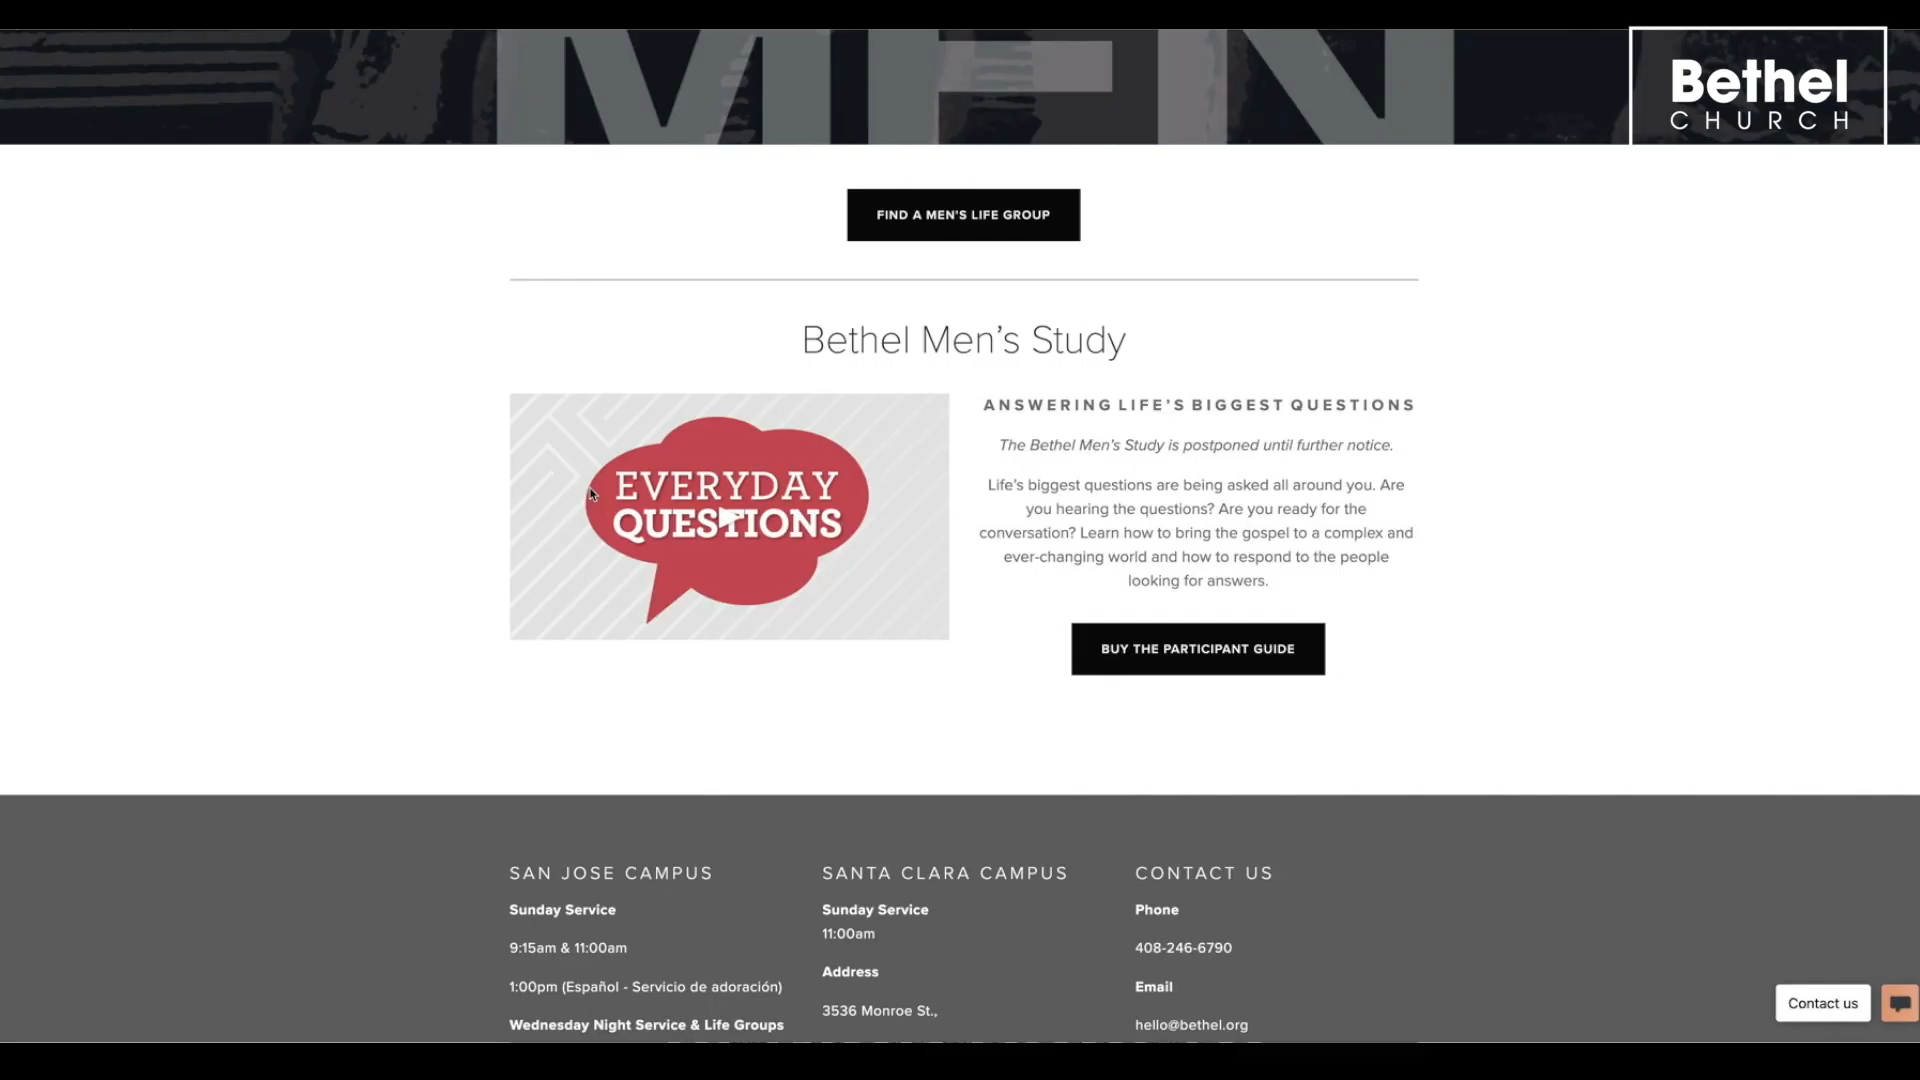 MEN
Bethel
CHURCH
FIND A MEN'S LIFE GROUP
Bethel Men’s Study
EVERYDAY
QUESTIONS
ANSWERING LIFE’S BIGGEST QUESTIONS
The Bethel Men’s Study is postponed until further notice.
Life’s biggest questions are being asked all around you. Are
you hearing the questions? Are you ready for the
conversation? Learn how to bring the gospel to a complex and
ever-changing world and how to respond to the people
looking for answers.
BUY THE PARTICIPANT GUIDE
SAN JOSE CAMPUS
Sunday Service
9:15am & 11:00am
1:00pm (Español - Servicio de adoración)
Wednesday Night Service & Life Groups
SANTA CLARA CAMPUS
Sunday Service
11:00am
Address
3536 Monroe St.,
CONTACT US
Phone
408-246-6790
Email
hello@bethel.org
Contact us